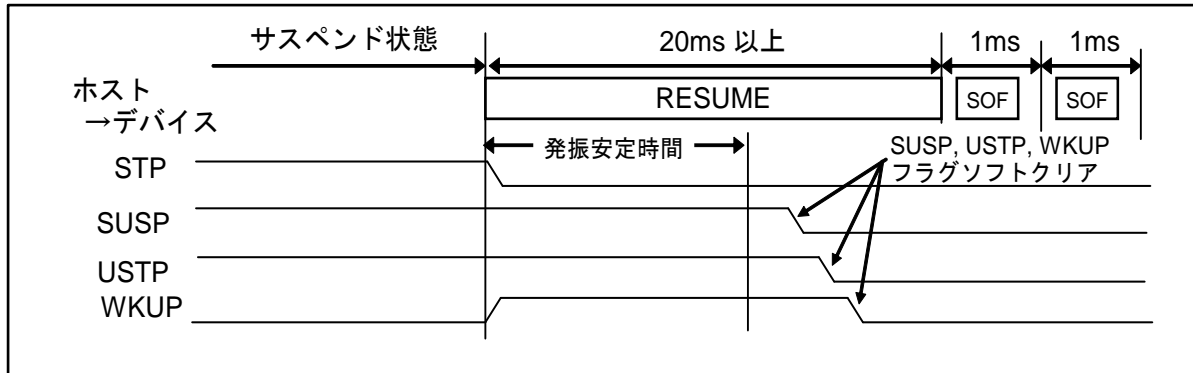 サスペンド状態 20ms 以上 1ms 1ms
ホスト
→デバイス
RESUME SOF SOF
発振安定時間
SUSP, USTP, WKUP
フラグソフトクリア
STP
SUSP
USTP
WKUP